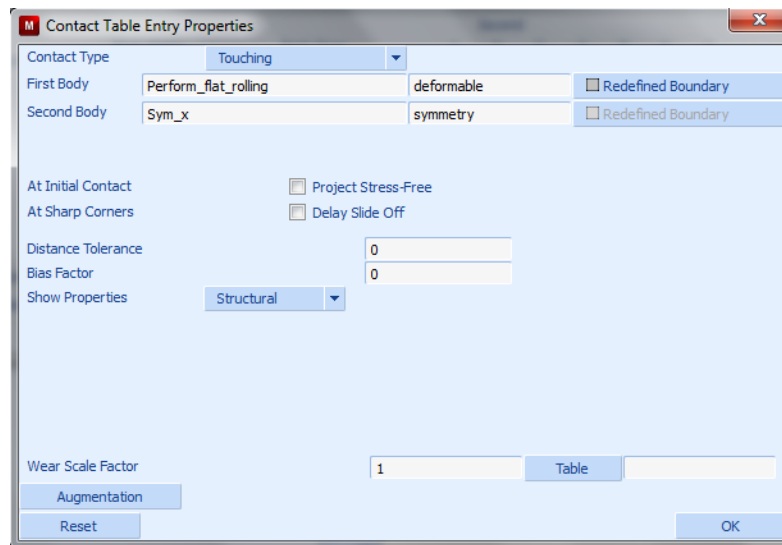 M Contact Table Entry Properties X
Contact Type Touching
First Body Perform_flat_rolling deformable Redefined Boundary
Second Body Sym_x symmetry Redefined Boundary
At Initial Contact Project Stress-Free
At Sharp Corners Delay Slide Off
Distance Tolerance 0
Bias Factor 0
Show Properties Structural
Wear Scale Factor 1 Table
Augmentation
Reset OK